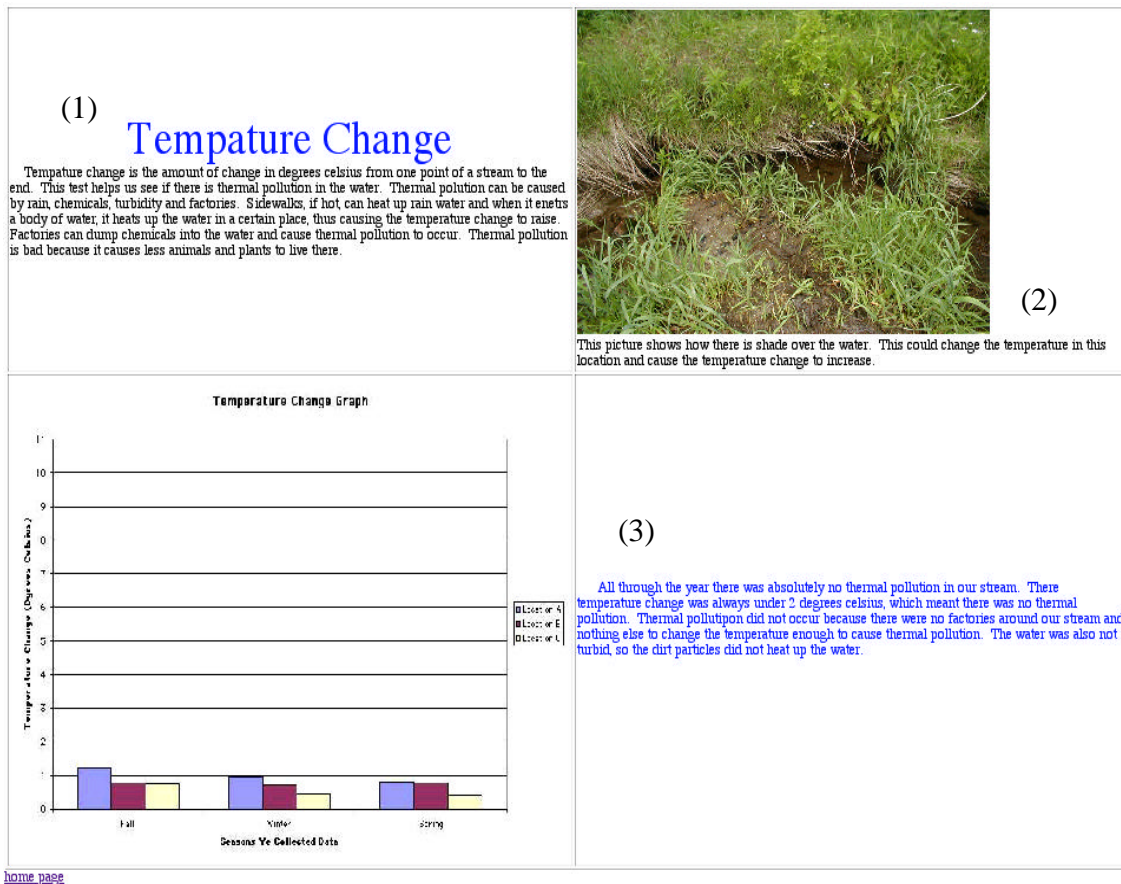 (1)
Tempature Change
Tempature change is the amount of change in degrees celsius from one point of a stream to the
end. This test helps us see if there is thermal pollution in the water. Thermal polution can be caused
by rain, chemicals, turbidity and factories. Sidewalks, if hot, can heat up rain water and when it enetrs
a body of water, it heats up the water in a certain place, thus causing the temperature change to raise.
Factories can dump chemicals into the water and cause thermal pollution to occur. Thermal pollution
is bad because it causes less animals and plants to live there.
(2)
This picture shows how there is shade over the water. This could change the temperature in this
location and cause the temperature change to increase.
Temperature Change Graph
11
10
9
8
7
6
5
4
3
2
1
0
Temperature Change (Degrees Celsius)
Fall
Winter
Spring
Seasons We Collected Data
Location A
Location B
Location C
(3)
All through the year there was absolutely no thermal pollution in our stream. There
temperature change was always under 2 degrees celsius, which meant there was no thermal
pollution. Thermal pollutipon did not occur because there were no factories around our stream and
nothing else to change the temperature enough to cause thermal pollution. The water was also not
turbid, so the dirt particles did not heat up the water.
home page